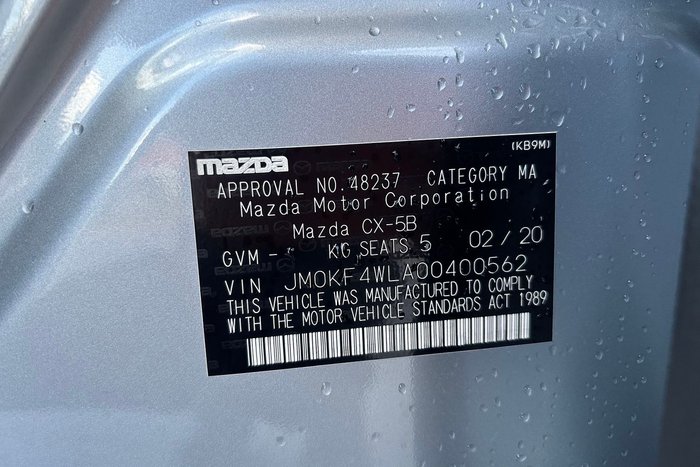 (KB9M)
mazda
APPROVAL NO.48237 CATEGORY MA
Mazda Motor Corporation
Mazda CX-5B
GVM - KG SEATS 5 02/20
VIN JM0KF4WLA00400562
THIS VEHICLE WAS MANUFACTURED TO COMPLY
WITH THE MOTOR VEHICLE STANDARDS ACT 1989